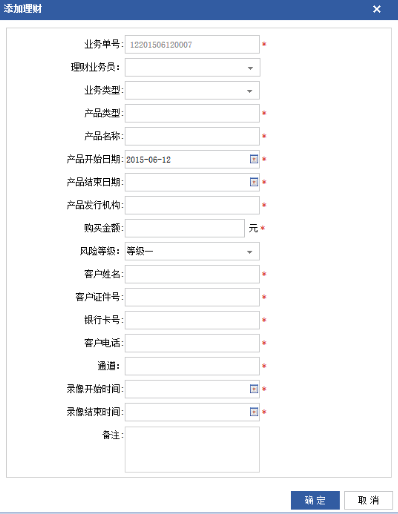 添加理财 ×
业务单号: 12201506120007 *
理财业务员:
业务类型:
产品类型: *
产品名称: *
产品开始日期: 2015-06-12 *
产品结束日期: *
产品发行机构: *
购买金额: 元 *
风险等级: 等级一
客户姓名: *
客户证件号: *
银行卡号: *
客户电话: *
通道: *
录像开始时间: *
录像结束时间: *
备注:
确定 取消